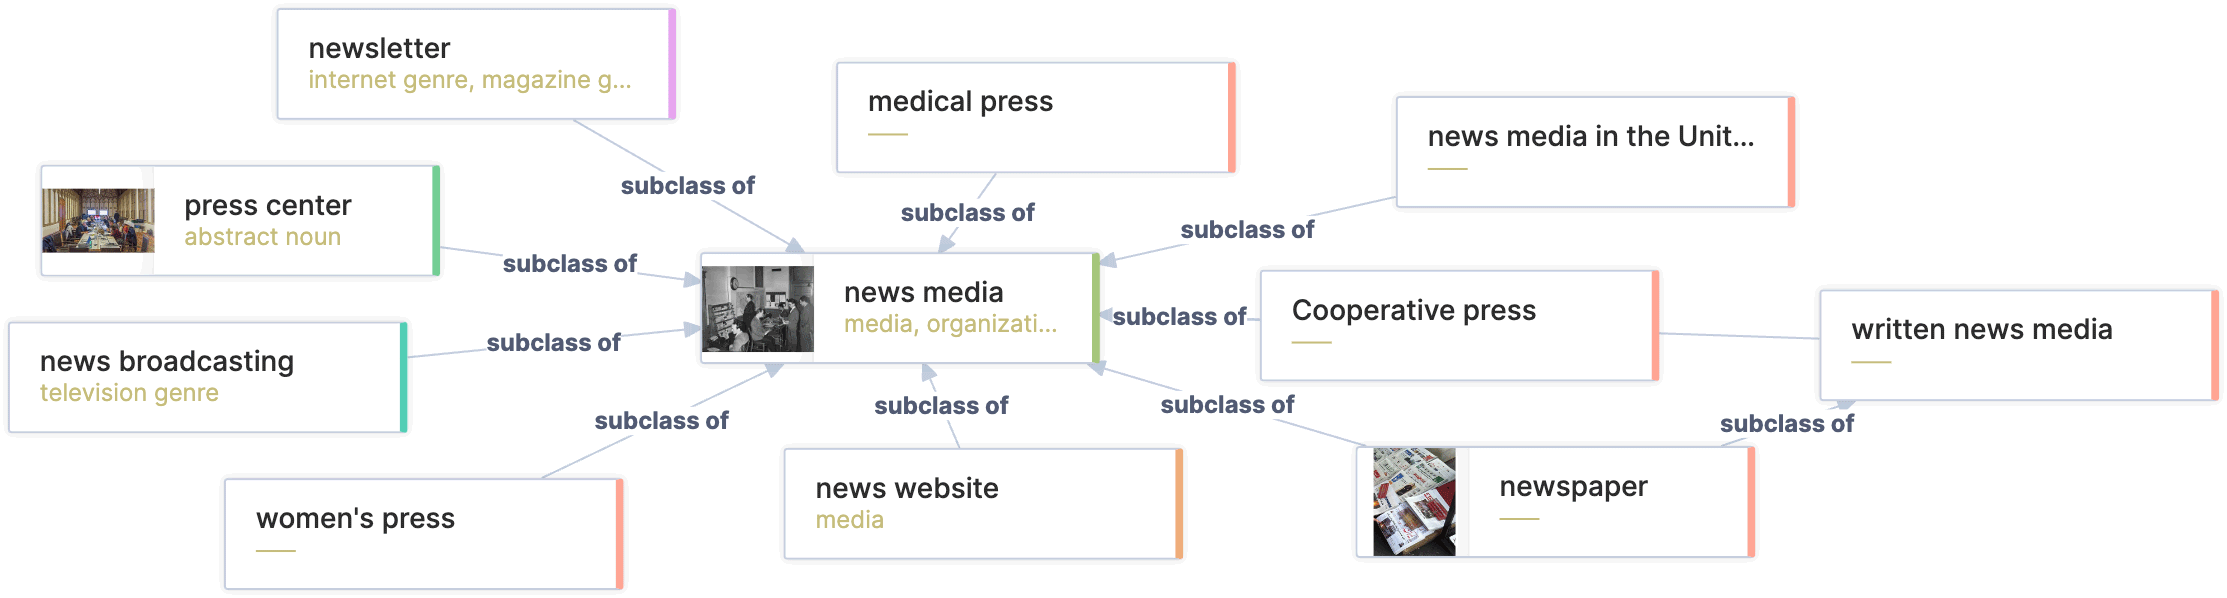 newsletter
internet genre, magazine g...
medical press
news media in the Unit...
subclass of
press center
abstract noun
subclass of
subclass of
subclass of
news media
media, organizati...
subclass of
Cooperative press
written news media
news broadcasting
television genre
subclass of
subclass of
subclass of
subclass of
subclass of
subclass of
women's press
news website
media
newspaper